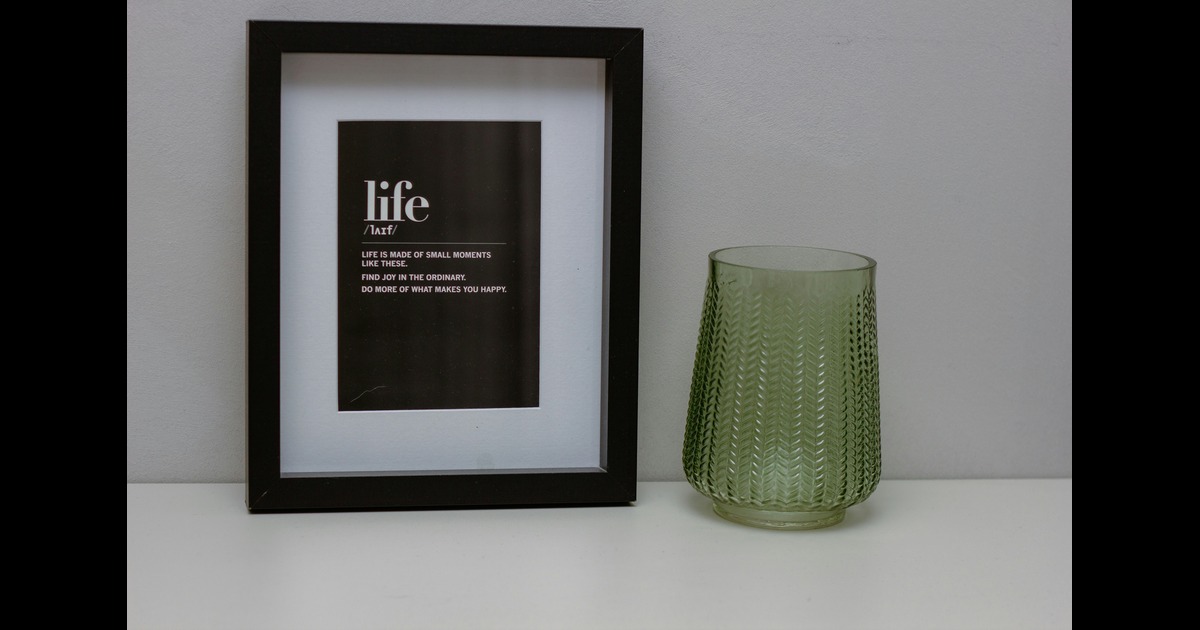 life
/lʌɪf/
LIFE IS MADE OF SMALL MOMENTS
LIKE THESE.
FIND JOY IN THE ORDINARY.
DO MORE OF WHAT MAKES YOU HAPPY.